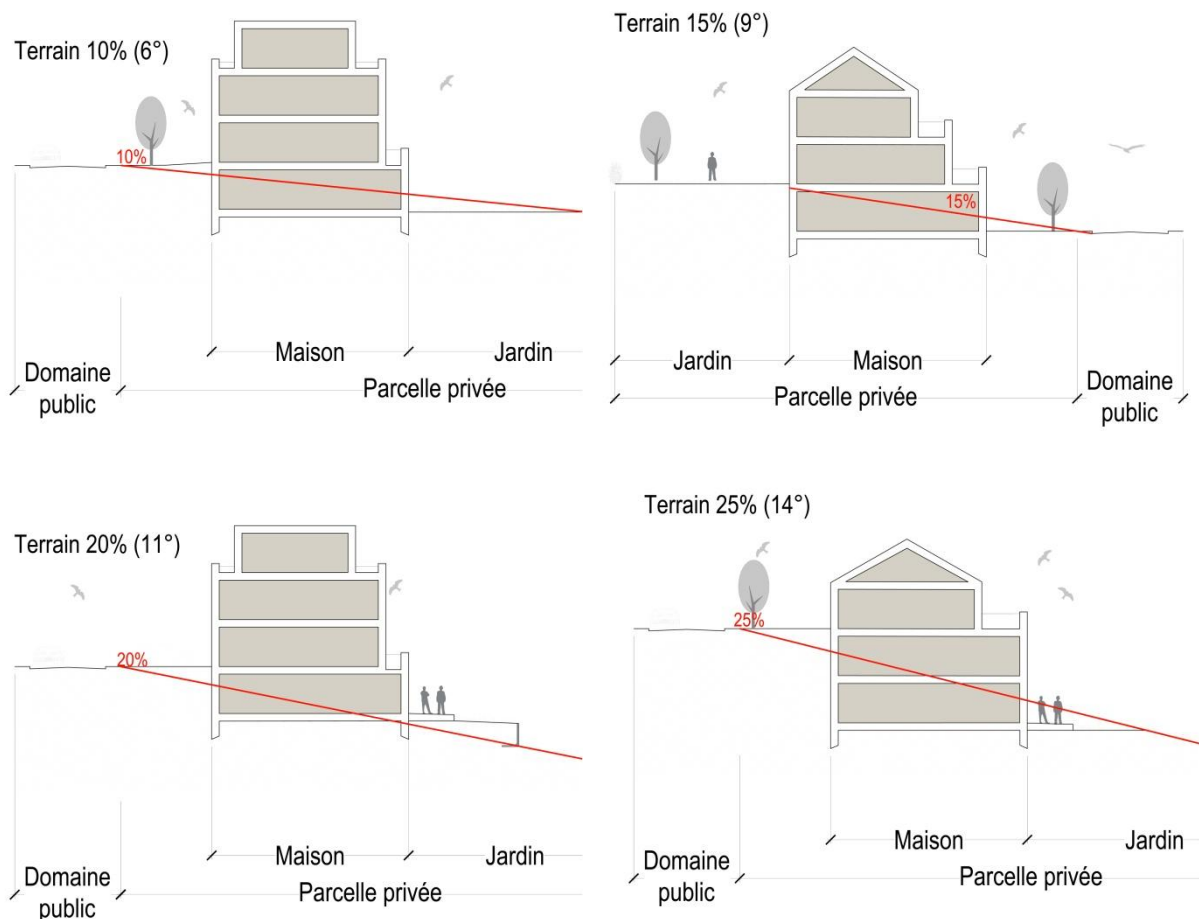 Terrain 10% (6°)
10%
Maison
Jardin
Domaine
public
Parcelle privée
Terrain 15% (9°)
15%
Jardin
Maison
Parcelle privée
Domaine
public
Terrain 20% (11°)
20%
Maison
Jardin
Domaine
public
Parcelle privée
Terrain 25% (14°)
25%
Maison
Jardin
Domaine
public
Parcelle privée